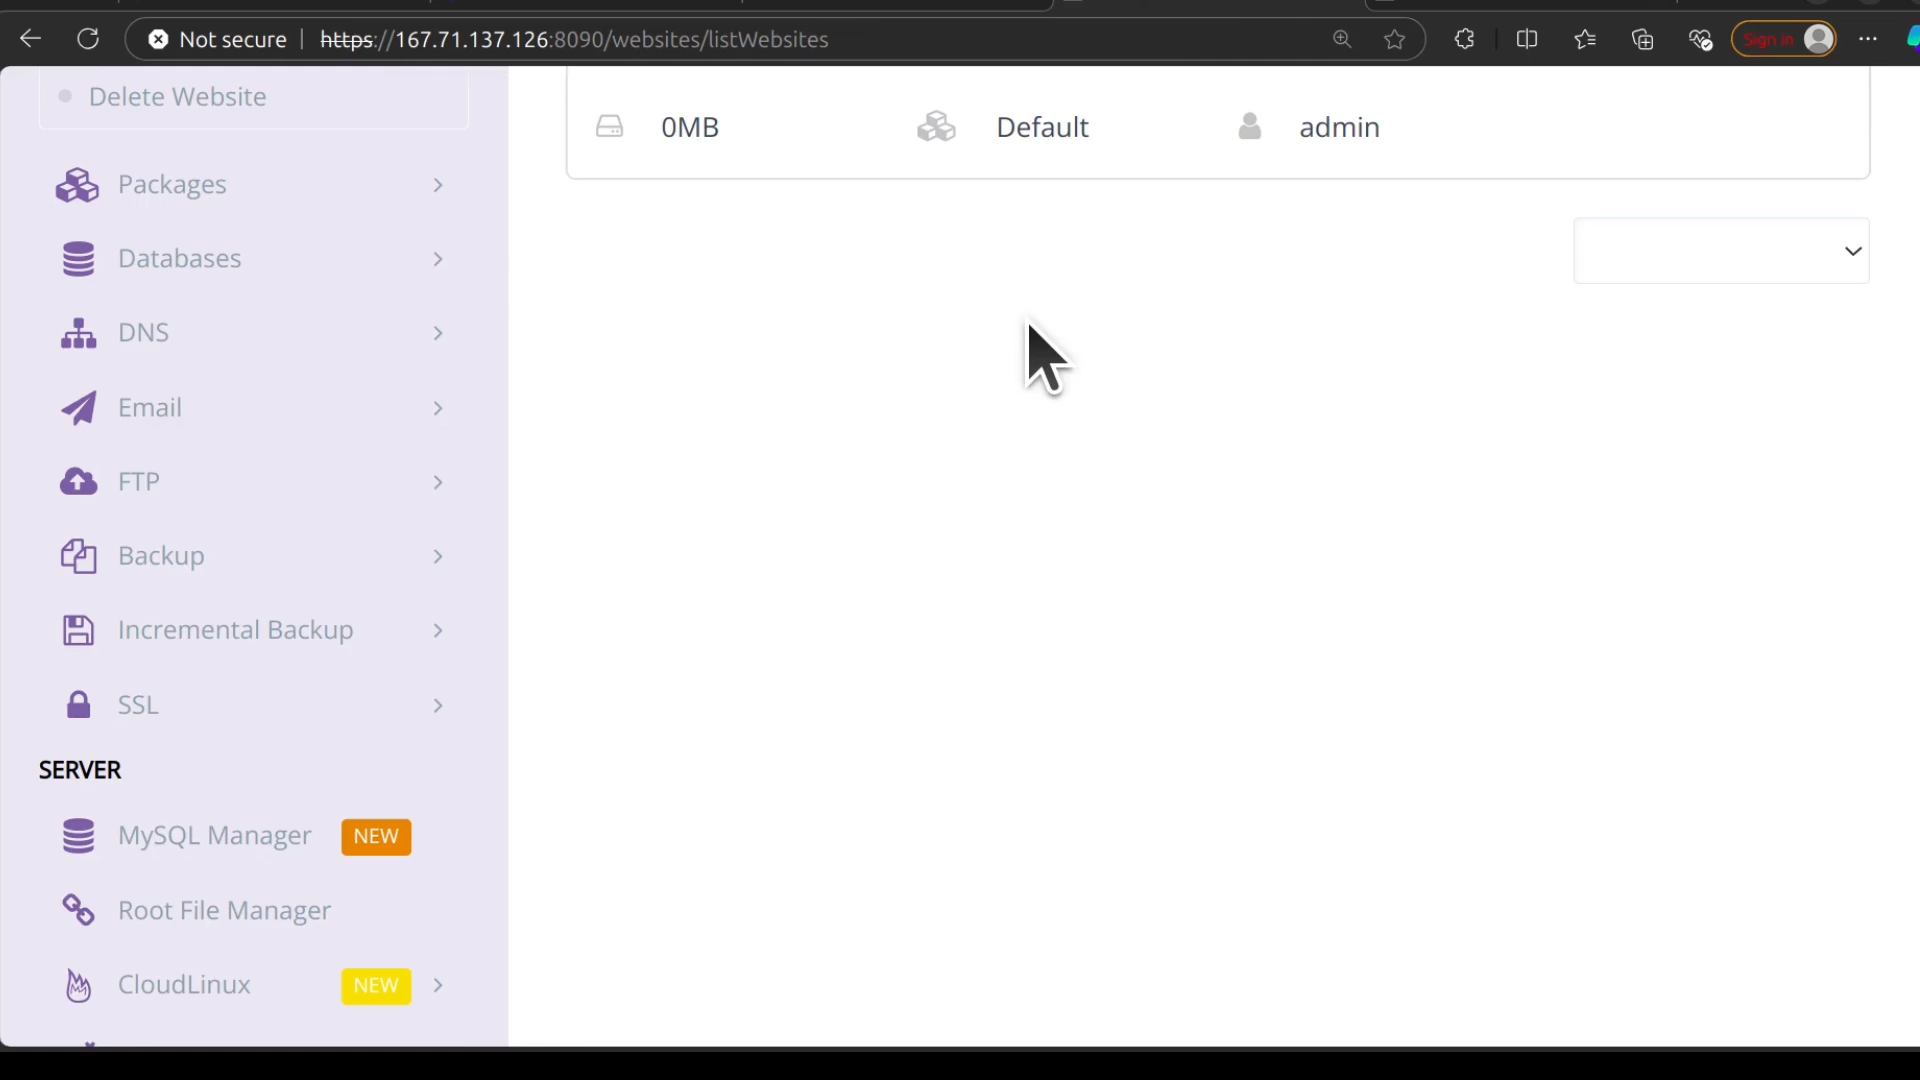 Not secure | https://167.71.137.126:8090/websites/listWebsites
Sign in
Delete Website
0MB Default admin
Packages
Databases
DNS
Email
FTP
Backup
Incremental Backup
SSL
SERVER
MySQL Manager NEW
Root File Manager
CloudLinux NEW